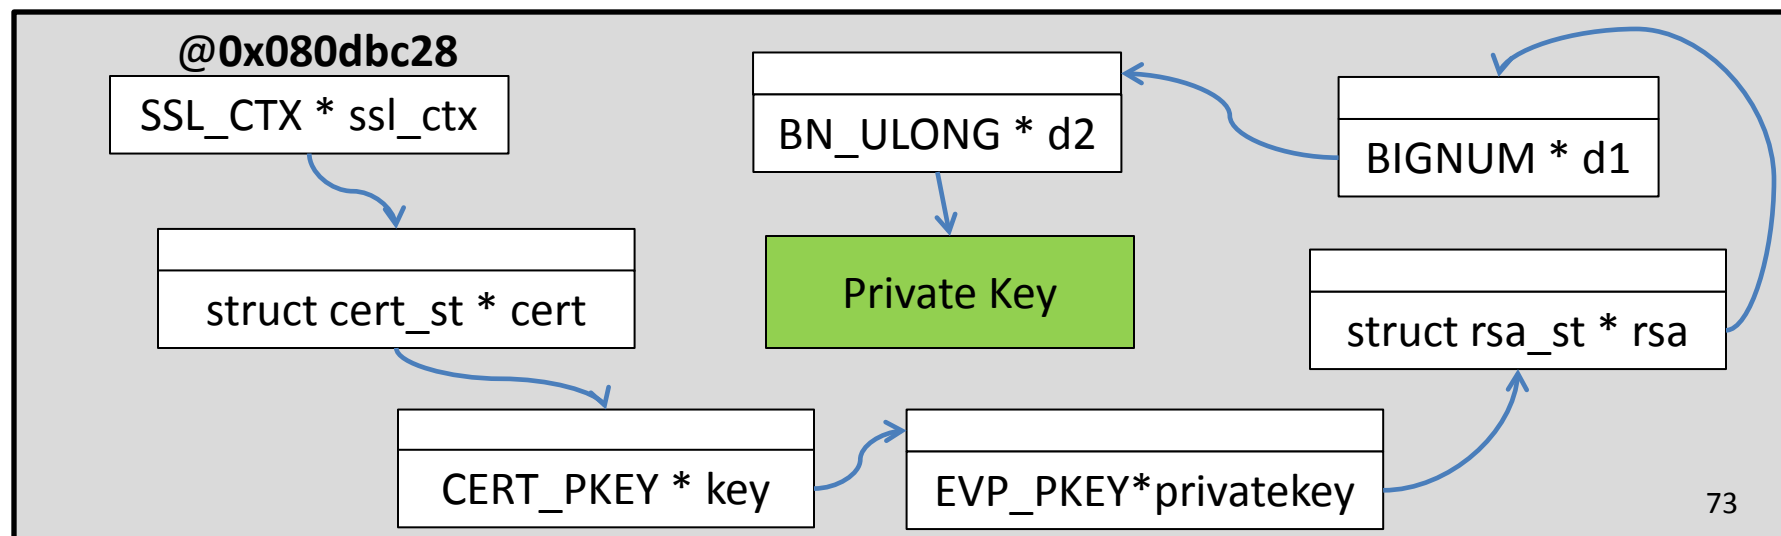 @0x080dbc28
SSL_CTX * ssl_ctx
struct cert_st * cert
CERT_PKEY * key
EVP_PKEY*privatekey
struct rsa_st * rsa
BIGNUM * d1
BN_ULONG * d2
Private Key
73